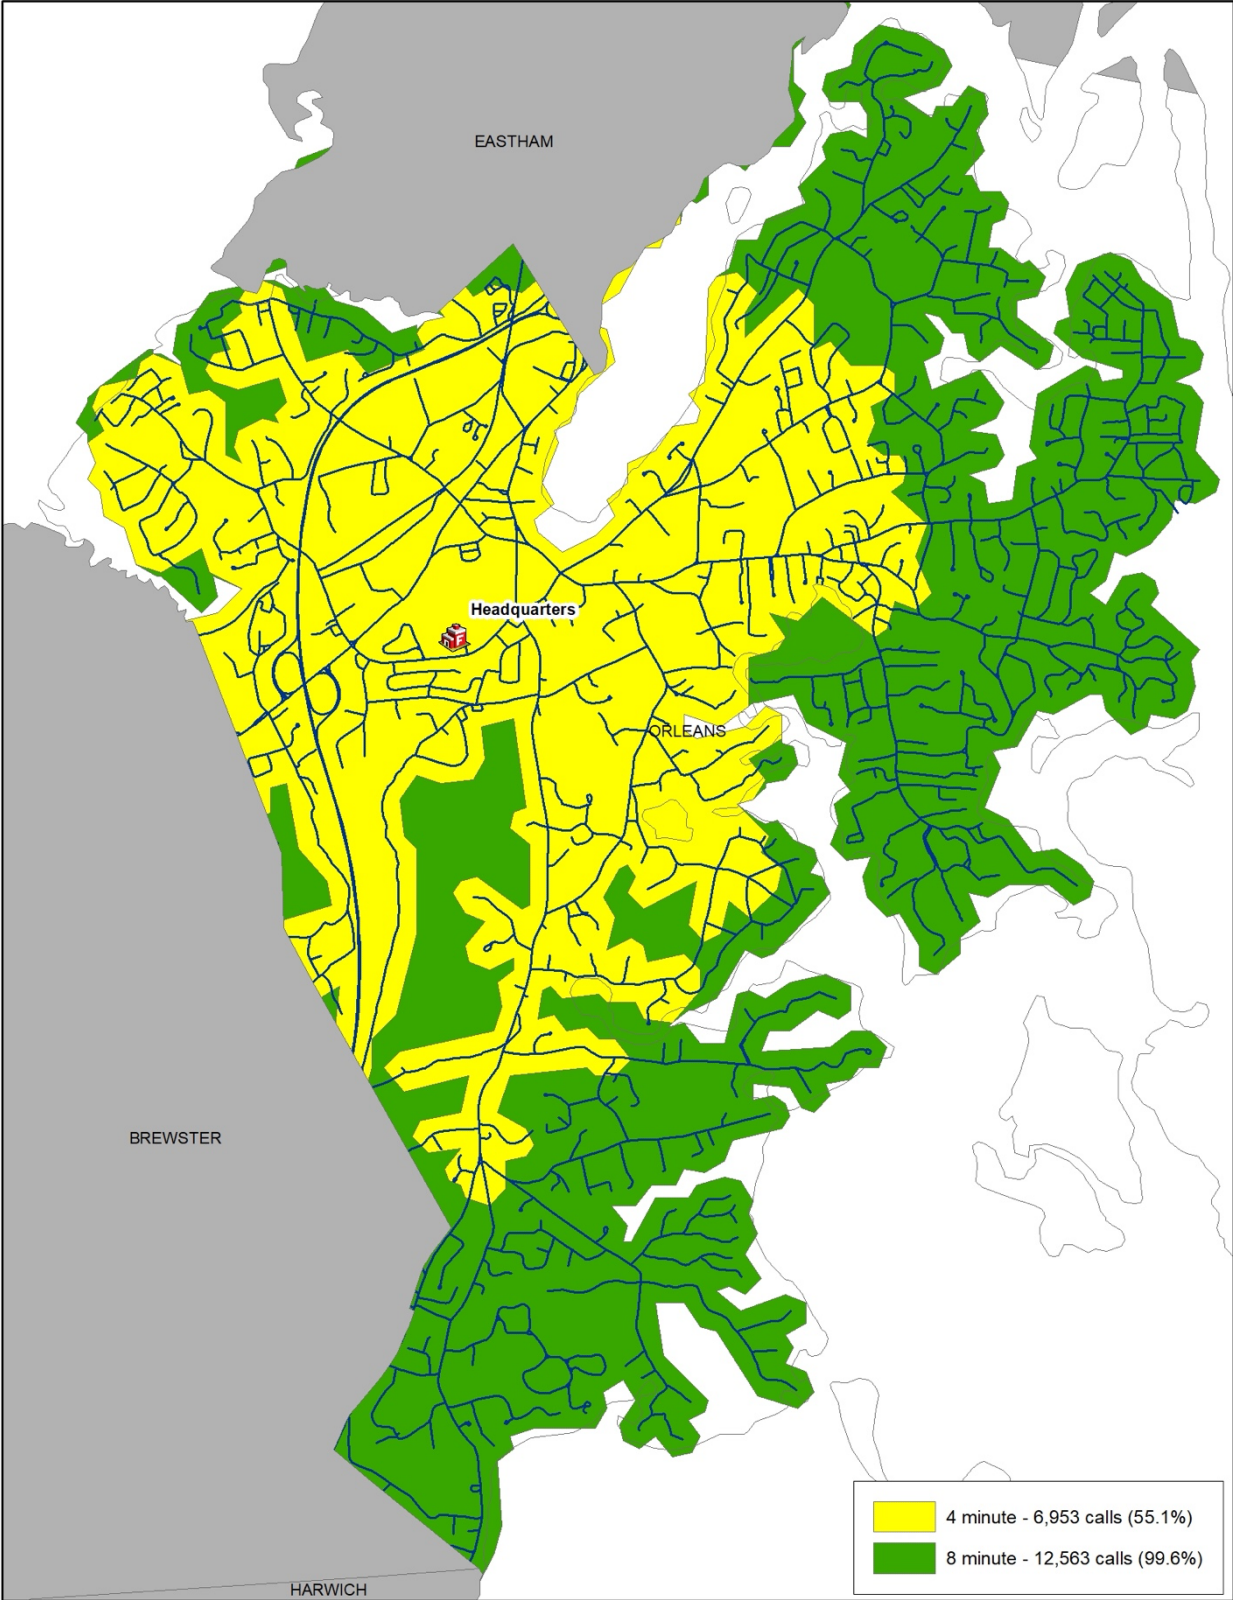 EASTHAM
Headquarters
F
ORLEANS
BREWSTER
4 minute - 6,953 calls (55.1%)
8 minute - 12,563 calls (99.6%)
HARWICH